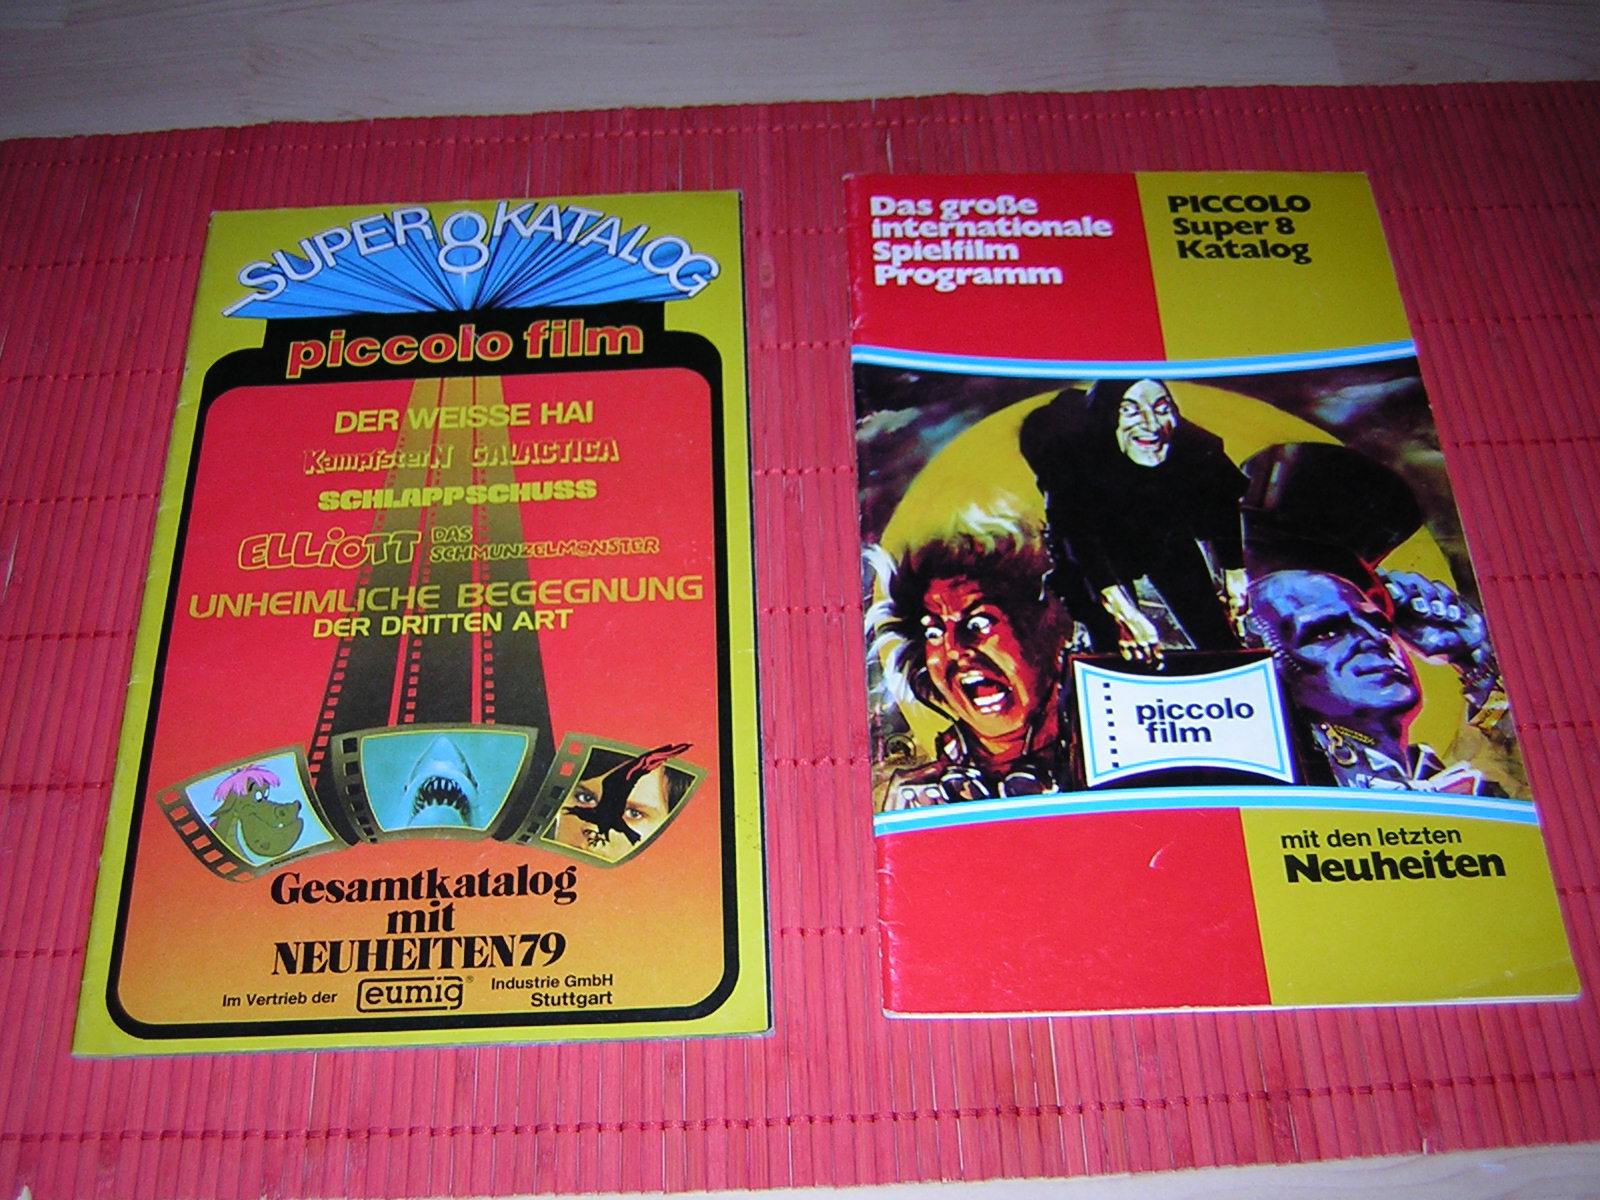 SUPER 8 KATALOG
piccolo film
DER WEISSE HAI
KampfsterN GALACTICA
SCHLAPPSCHUSS
ELLiOTT DAS
SCHMUNZELMONSTER
UNHEIMLICHE BEGEGNUNG
DER DRITTEN ART
Gesamtkatalog
mit
NEUHEITEN 79
Im Vertrieb der eumig® Industrie GmbH
Stuttgart
Das große
internationale
Spielfilm
Programm
PICCOLO
Super 8
Katalog
piccolo
film
mit den letzten
Neuheiten